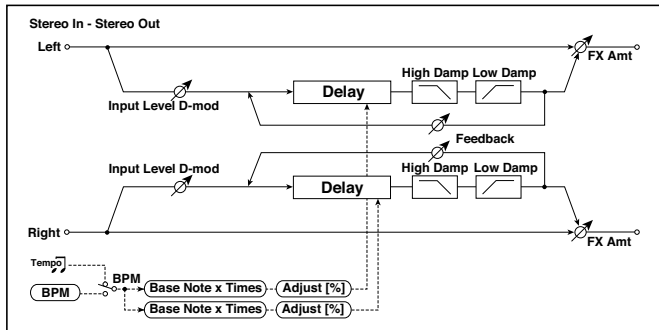 Stereo In - Stereo Out
Left
FX Amt
High Damp Low Damp
Delay
Input Level D-mod
Feedback
Input Level D-mod
High Damp Low Damp
Delay
Right
FX Amt
Tempo
BPM
BPM
Base Note x Times
Adjust [%]
Base Note x Times
Adjust [%]